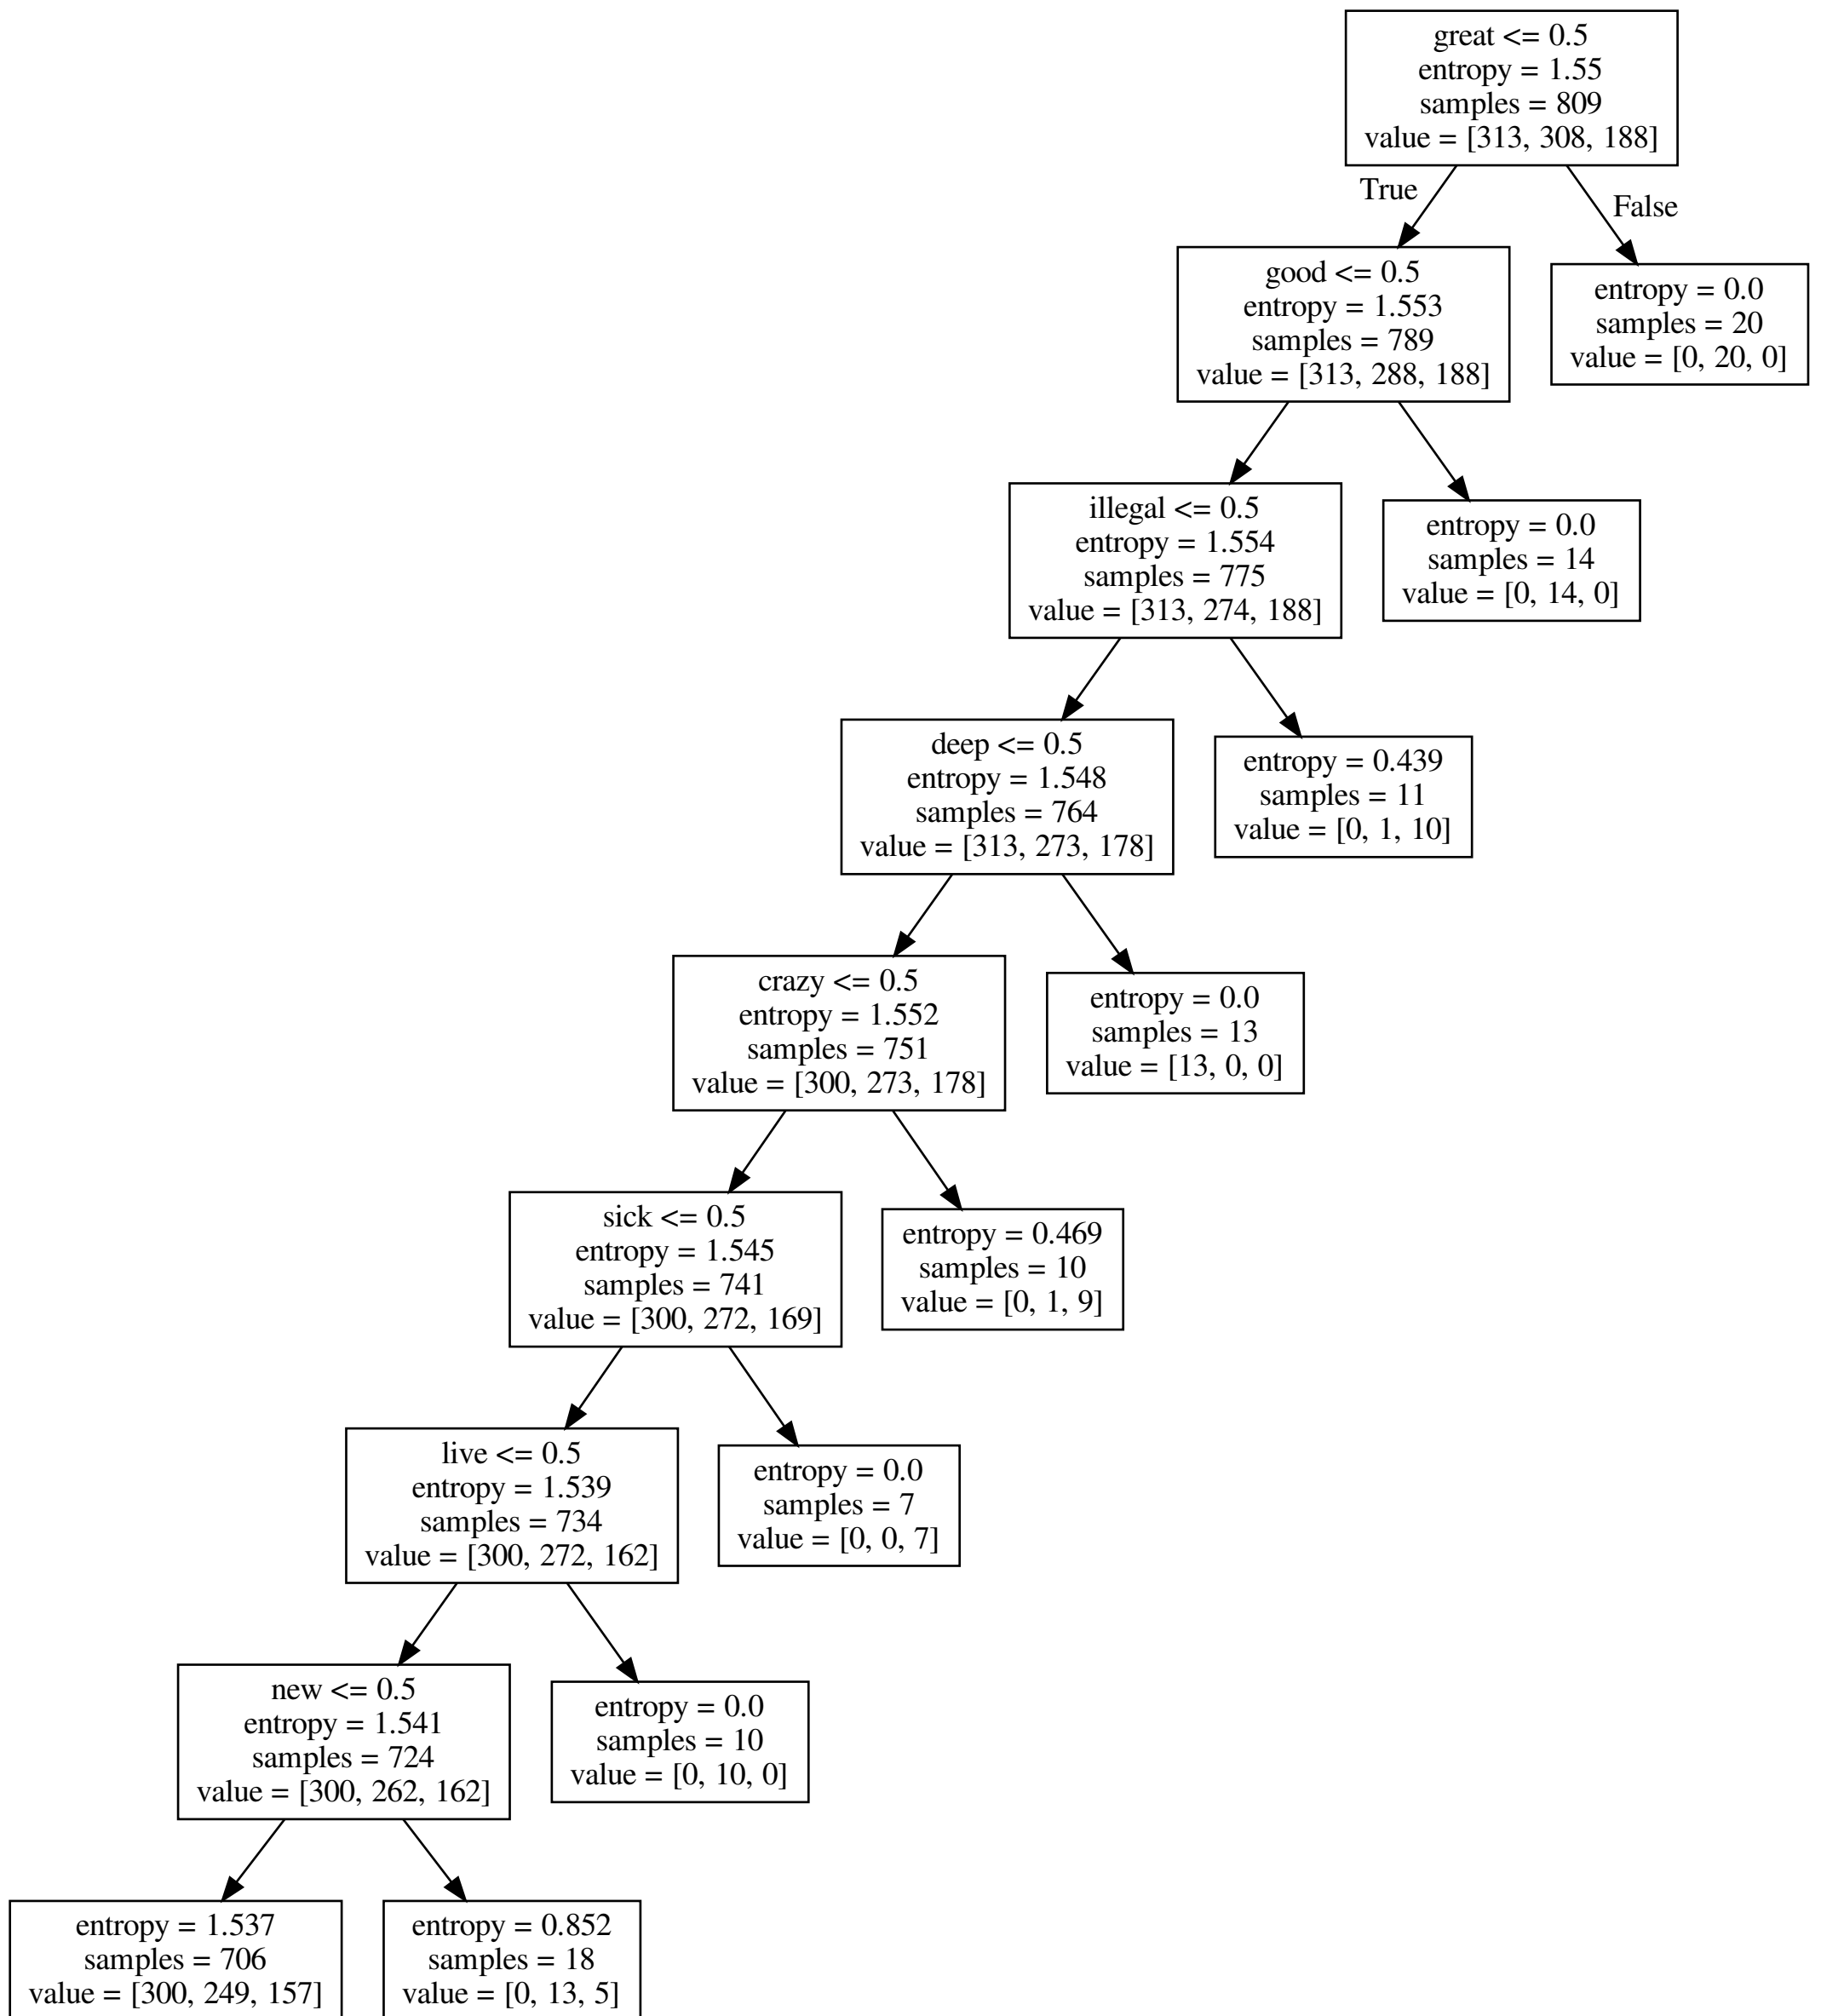 great <= 0.5
entropy = 1.55
samples = 809
value = [313, 308, 188]
True
False
good <= 0.5
entropy = 1.553
samples = 789
value = [313, 288, 188]
entropy = 0.0
samples = 20
value = [0, 20, 0]
illegal <= 0.5
entropy = 1.554
samples = 775
value = [313, 274, 188]
entropy = 0.0
samples = 14
value = [0, 14, 0]
deep <= 0.5
entropy = 1.548
samples = 764
value = [313, 273, 178]
entropy = 0.439
samples = 11
value = [0, 1, 10]
crazy <= 0.5
entropy = 1.552
samples = 751
value = [300, 273, 178]
entropy = 0.0
samples = 13
value = [13, 0, 0]
sick <= 0.5
entropy = 1.545
samples = 741
value = [300, 272, 169]
entropy = 0.469
samples = 10
value = [0, 1, 9]
live <= 0.5
entropy = 1.539
samples = 734
value = [300, 272, 162]
entropy = 0.0
samples = 7
value = [0, 0, 7]
new <= 0.5
entropy = 1.541
samples = 724
value = [300, 262, 162]
entropy = 0.0
samples = 10
value = [0, 10, 0]
entropy = 1.537
samples = 706
value = [300, 249, 157]
entropy = 0.852
samples = 18
value = [0, 13, 5]